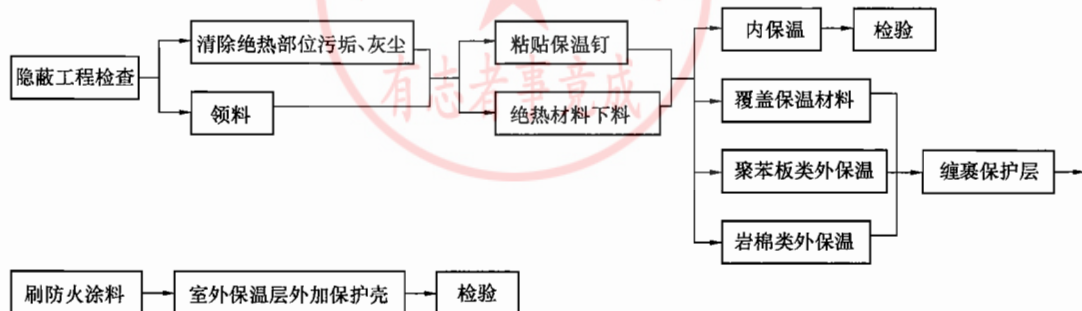 隐蔽工程检查
清除绝热部位污垢、灰尘
领料
粘贴保温钉
绝热材料下料
内保温
检验
覆盖保温材料
聚苯板类外保温
岩棉类外保温
缠裹保护层
刷防火涂料
室外保温层外加保护壳
检验
有志者事竟成